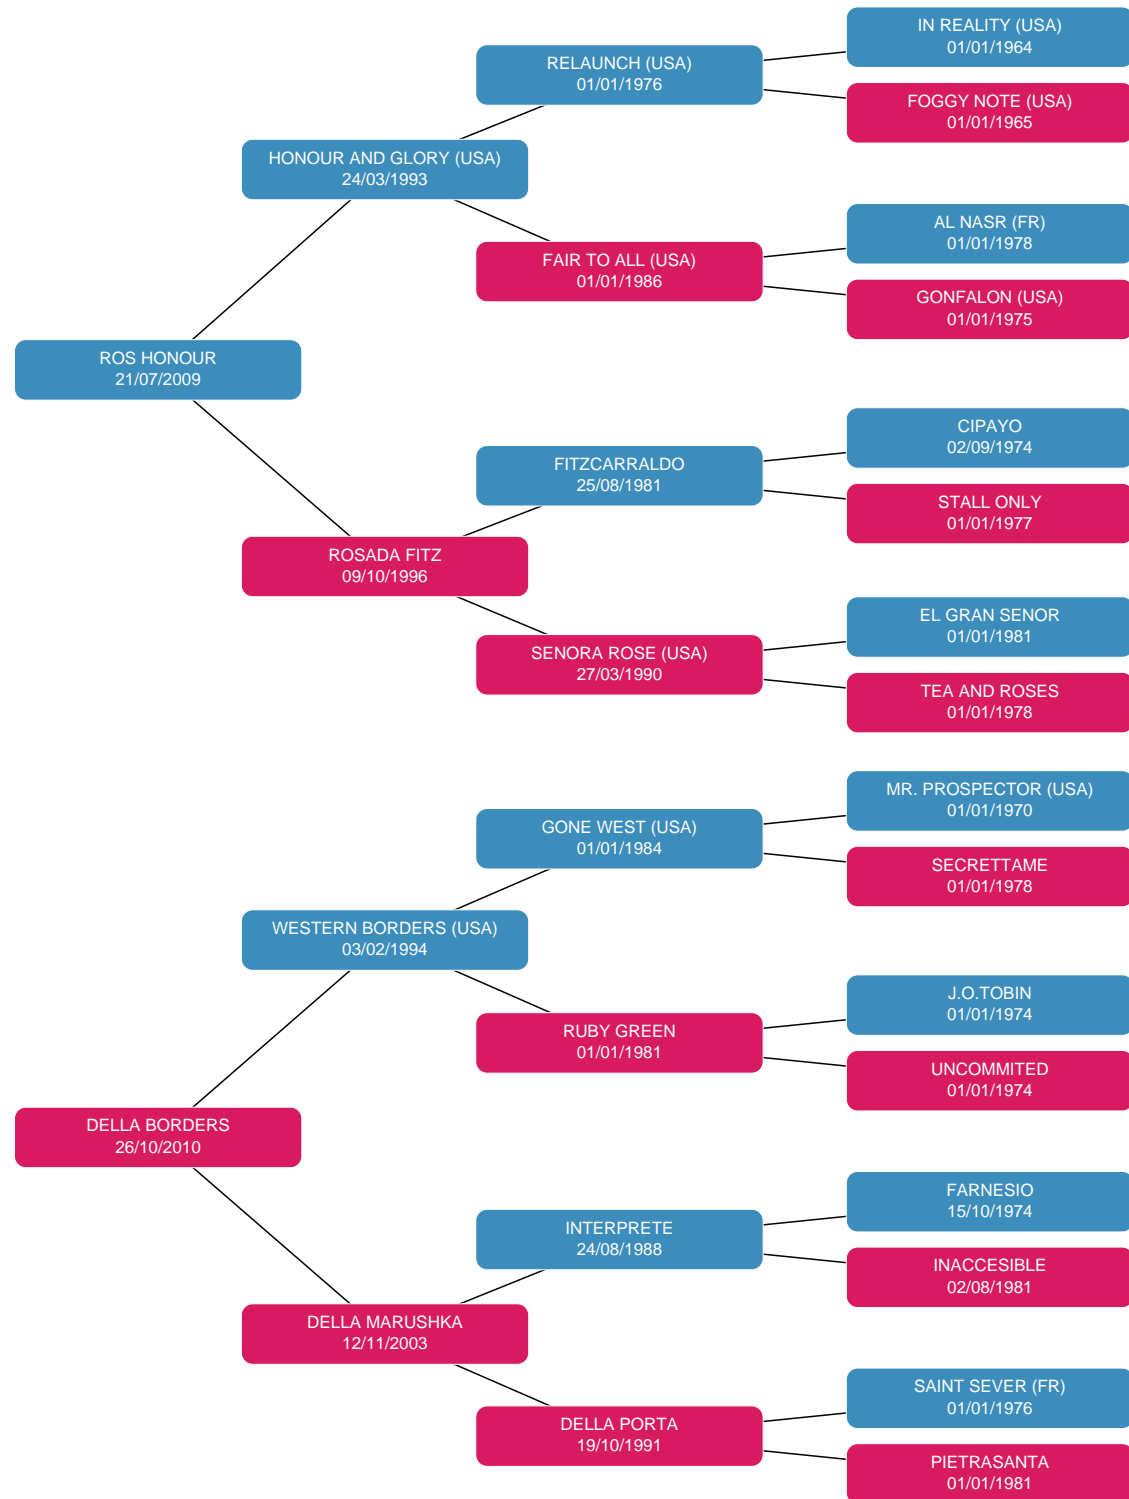 IN REALITY (USA)
01/01/1964
RELAUNCH (USA)
01/01/1976
FOGGY NOTE (USA)
01/01/1965
HONOUR AND GLORY (USA)
24/03/1993
AL NASR (FR)
01/01/1978
FAIR TO ALL (USA)
01/01/1986
GONFALON (USA)
01/01/1975
ROS HONOUR
21/07/2009
CIPAYO
02/09/1974
FITZCARRALDO
25/08/1981
STALL ONLY
01/01/1977
ROSADA FITZ
09/10/1996
EL GRAN SENOR
01/01/1981
SENORA ROSE (USA)
27/03/1990
TEA AND ROSES
01/01/1978
MR. PROSPECTOR (USA)
01/01/1970
GONE WEST (USA)
01/01/1984
SECRETTAME
01/01/1978
WESTERN BORDERS (USA)
03/02/1994
J.O.TOBIN
01/01/1974
RUBY GREEN
01/01/1981
UNCOMMITED
01/01/1974
DELLA BORDERS
26/10/2010
FARNESIO
15/10/1974
INTERPRETE
24/08/1988
INACCESIBLE
02/08/1981
DELLA MARUSHKA
12/11/2003
SAINT SEVER (FR)
01/01/1976
DELLA PORTA
19/10/1991
PIETRASANTA
01/01/1981